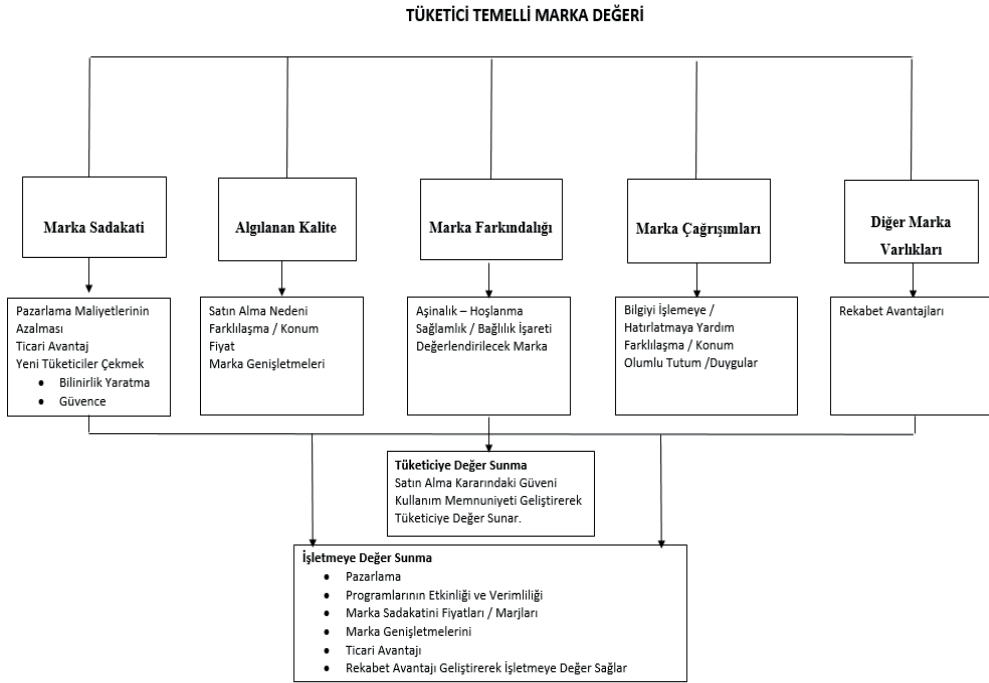 TÜKETİCİ TEMELLİ MARKA DEĞERİ
Marka Sadakati
Algılanan Kalite
Marka Farkındalığı
Marka Çağrışımları
Diğer Marka
Varlıkları
Pazarlama Maliyetlerinin
Azalması
Ticari Avantaj
Yeni Tüketiciler Çekmek
• Bilinirlik Yaratma
• Güvence
Satın Alma Nedeni
Farklılaşma / Konum
Fiyat
Marka Genişletmeleri
Aşinalık – Hoşlanma
Sağlamlık / Bağlılık İşareti
Değerlendirilecek Marka
Bilgiyi İşlemeye /
Hatırlatmaya Yardım
Farklılaşma / Konum
Olumlu Tutum /Duygular
Rekabet Avantajları
Tüketiciye Değer Sunma
Satın Alma Kararındaki Güveni
Kullanım Memnuniyeti Geliştirerek
Tüketiciye Değer Sunar.
İşletmeye Değer Sunma
• Pazarlama
• Programlarının Etkinliği ve Verimliliği
• Marka Sadakatini Fiyatları / Marjları
• Marka Genişletmelerini
• Ticari Avantajı
• Rekabet Avantajı Geliştirerek İşletmeye Değer Sağlar